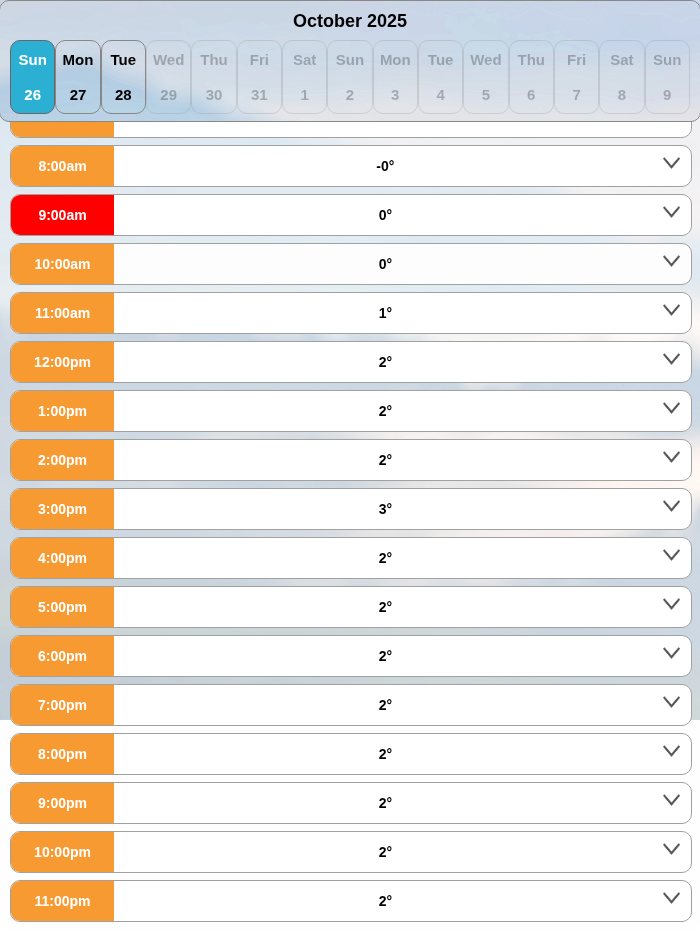 October 2025
Sun Mon Tue Wed Thu Fri Sat Sun Mon Tue Wed Thu Fri Sat Sun
26 27 28 29 30 31 1 2 3 4 5 6 7 8 9
8:00am -0°
9:00am 0°
10:00am 0°
11:00am 1°
12:00pm 2°
1:00pm 2°
2:00pm 2°
3:00pm 3°
4:00pm 2°
5:00pm 2°
6:00pm 2°
7:00pm 2°
8:00pm 2°
9:00pm 2°
10:00pm 2°
11:00pm 2°